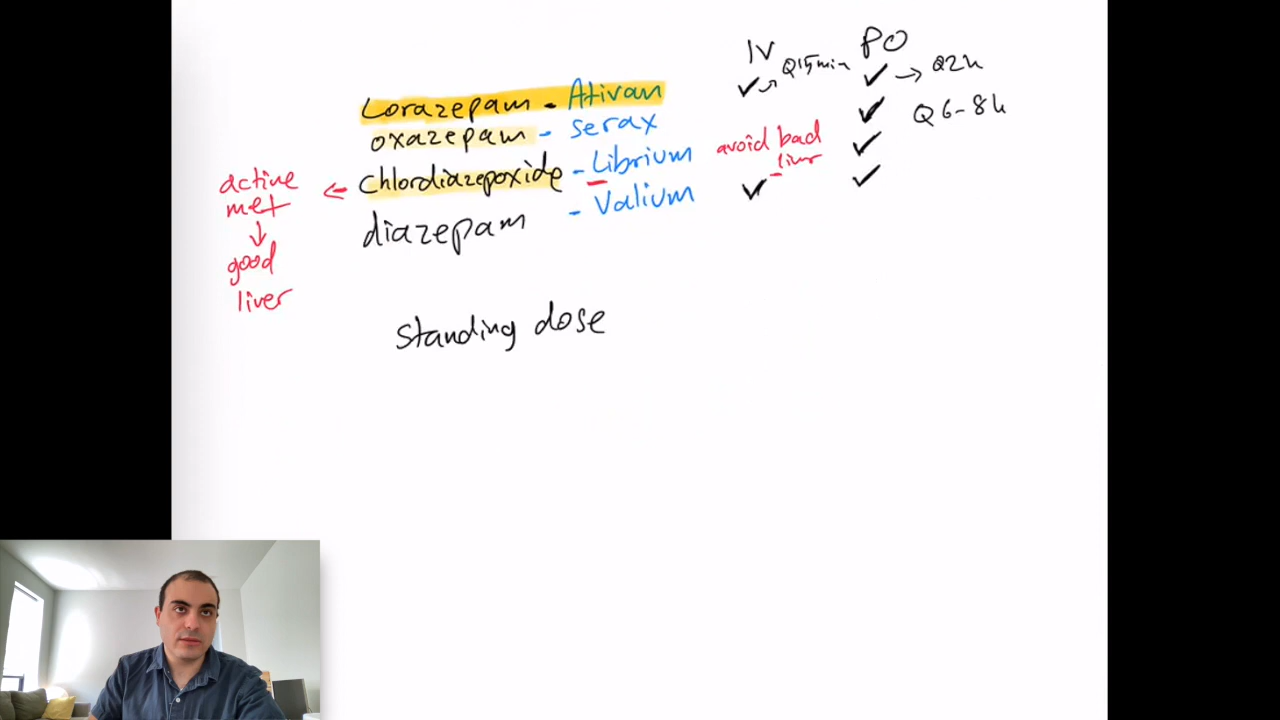 IV PO
✓ → Q15min ✓ → Q2h
Lorazepam - Ativan
oxazepam - Serax ✓ Q6-8h
chlordiazepoxide - Librium avoid bad liver ✓
diazepam - Valium ✓ ✓
← active
met
↓
good
liver
standing dose